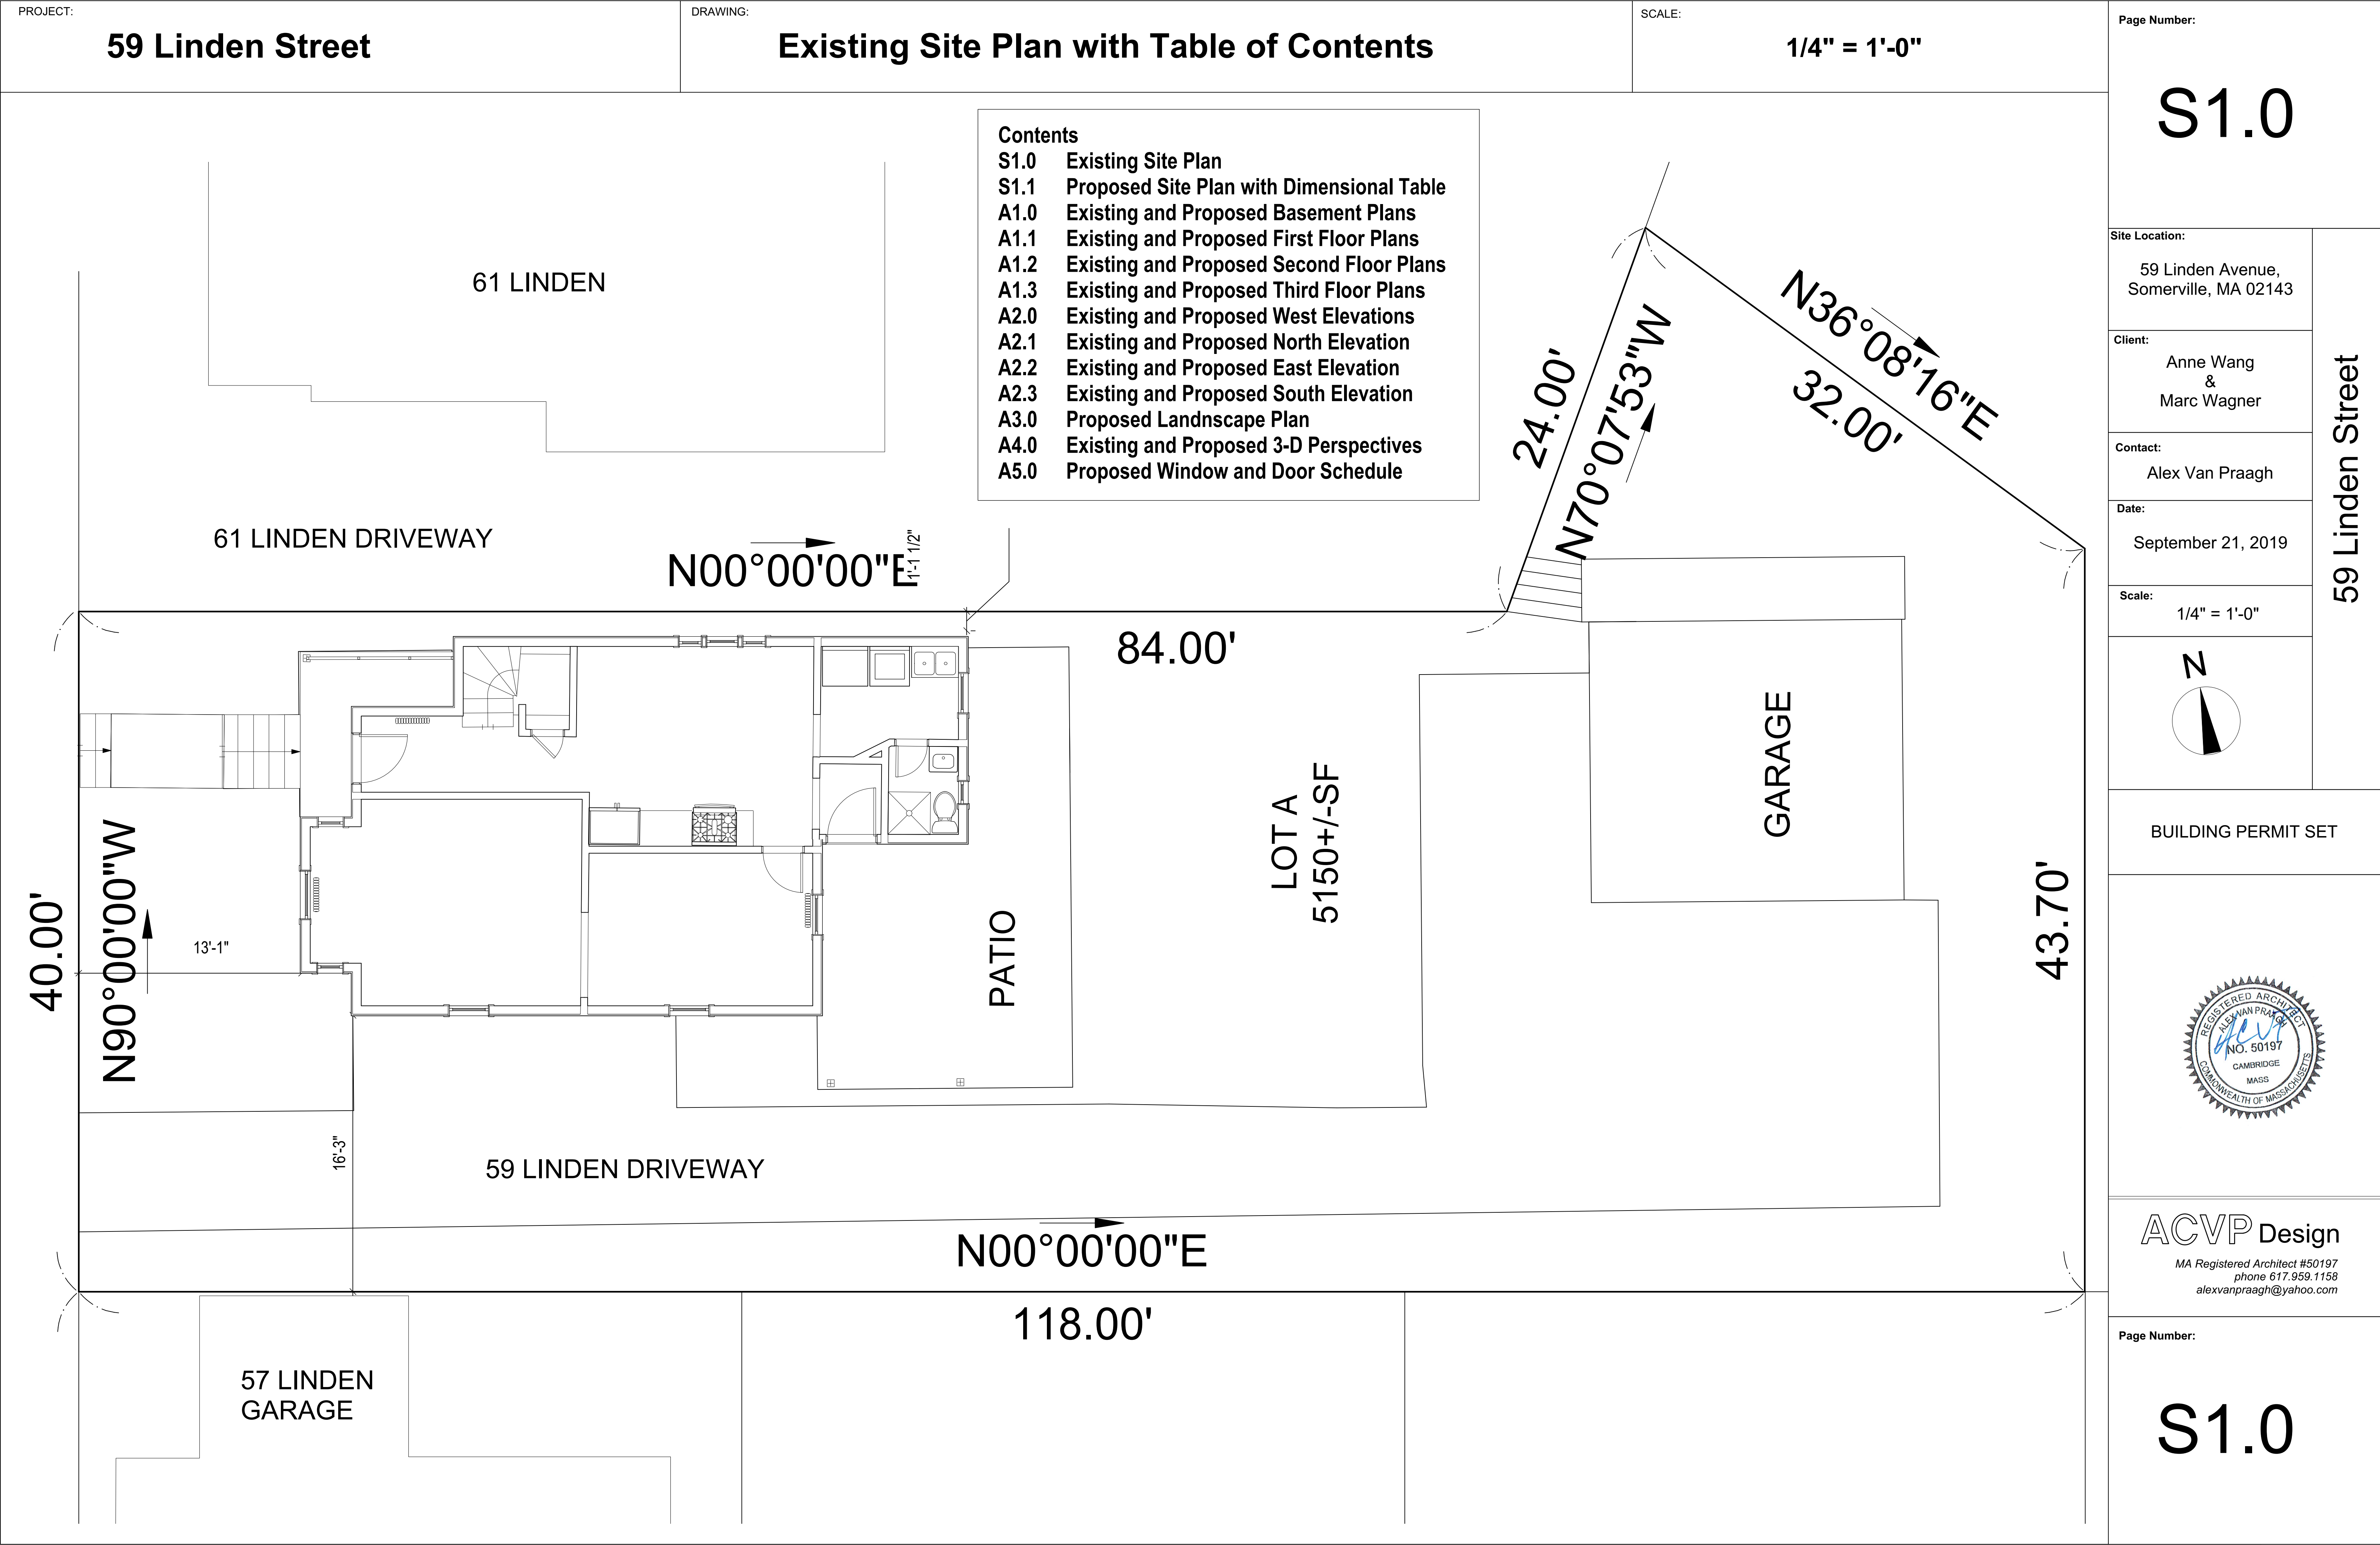 PROJECT:
59 Linden Street
DRAWING:
Existing Site Plan with Table of Contents
SCALE:
1/4" = 1'-0"
Page Number:
S1.0
Contents
S1.0 Existing Site Plan
S1.1 Proposed Site Plan with Dimensional Table
A1.0 Existing and Proposed Basement Plans
A1.1 Existing and Proposed First Floor Plans
A1.2 Existing and Proposed Second Floor Plans
A1.3 Existing and Proposed Third Floor Plans
A2.0 Existing and Proposed West Elevations
A2.1 Existing and Proposed North Elevation
A2.2 Existing and Proposed East Elevation
A2.3 Existing and Proposed South Elevation
A3.0 Proposed Landnscape Plan
A4.0 Existing and Proposed 3-D Perspectives
A5.0 Proposed Window and Door Schedule
61 LINDEN
61 LINDEN DRIVEWAY
N00°00'00"E
1'-1 1/2"
84.00'
24.00'
N70°07'53"W
N36°08'16"E
32.00'
GARAGE
LOT A
5150+/-SF
PATIO
43.70'
40.00'
N90°00'00"W
13'-1"
16'-3"
59 LINDEN DRIVEWAY
N00°00'00"E
118.00'
57 LINDEN
GARAGE
Site Location:
59 Linden Avenue,
Somerville, MA 02143
Client:
Anne Wang
&
Marc Wagner
Contact:
Alex Van Praagh
Date:
September 21, 2019
Scale:
1/4" = 1'-0"
59 Linden Street
N
BUILDING PERMIT SET
REGISTERED ARCHITECT
ALEX VAN PRAAGH
NO. 50197
CAMBRIDGE
MASS
COMMONWEALTH OF MASSACHUSETTS
ACVP Design
MA Registered Architect #50197
phone 617.959.1158
alexvanpraagh@yahoo.com
Page Number:
S1.0